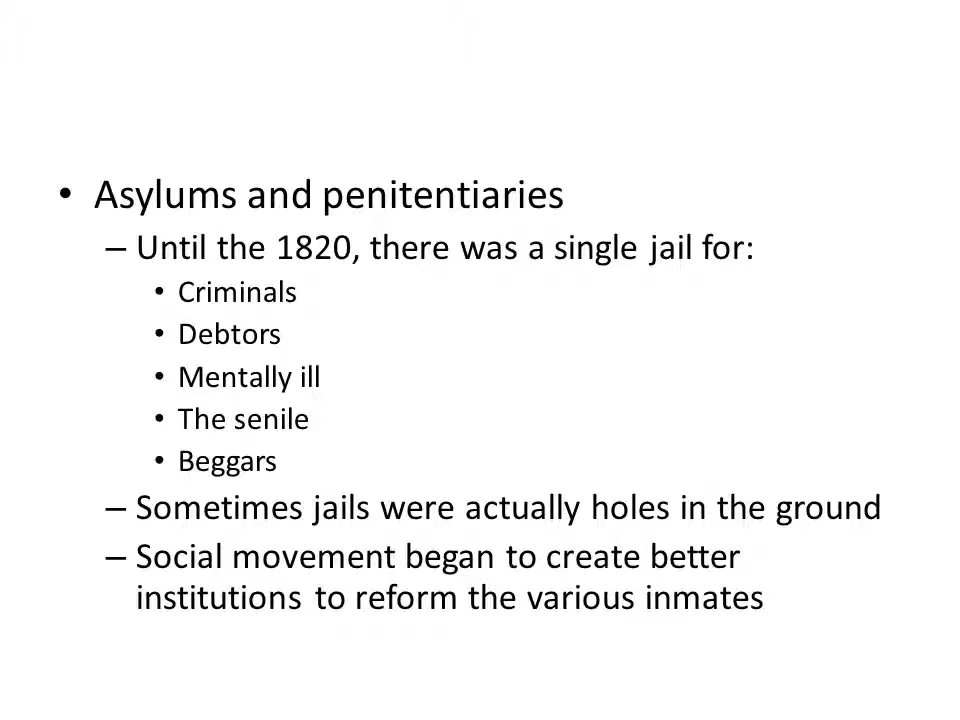 • Asylums and penitentiaries
– Until the 1820, there was a single jail for:
• Criminals
• Debtors
• Mentally ill
• The senile
• Beggars
– Sometimes jails were actually holes in the ground
– Social movement began to create better
institutions to reform the various inmates